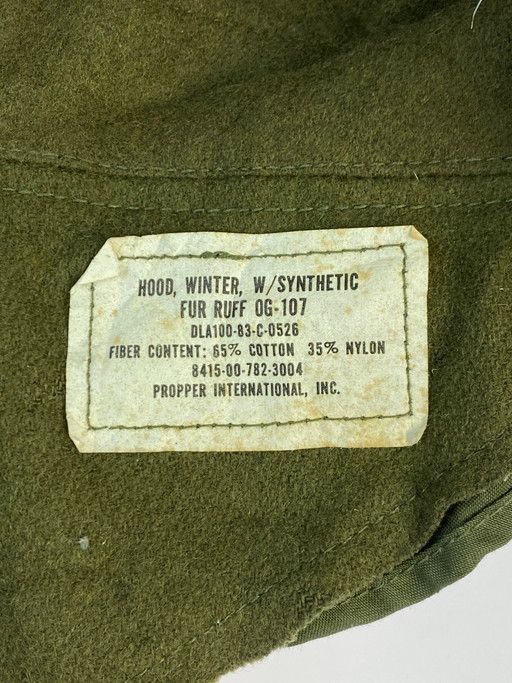 HOOD, WINTER, W/SYNTHETIC
FUR RUFF OG-107
DLA100-83-C-0526
FIBER CONTENT: 65% COTTON 35% NYLON
8415-00-782-3004
PROPPER INTERNATIONAL, INC.